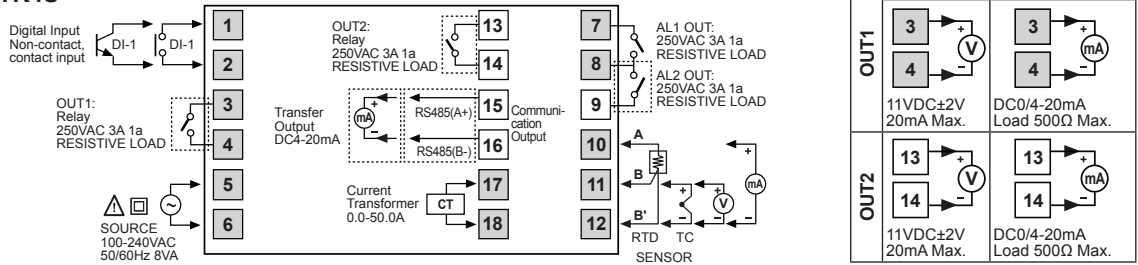 Digital Input
Non-contact,
contact input
DI-1
DI-1
1
2
OUT1:
Relay
250VAC 3A 1a
RESISTIVE LOAD
3
4
SOURCE
100-240VAC
50/60Hz 8VA
5
6
OUT2:
Relay
250VAC 3A 1a
RESISTIVE LOAD
13
14
Transfer
Output
DC4-20mA
mA
+
−
RS485(A+)
RS485(B-)
15
16
Communi-
cation
Output
Current
Transformer
0.0-50.0A
CT
17
18
7
8
9
AL1 OUT:
250VAC 3A 1a
RESISTIVE LOAD
AL2 OUT:
250VAC 3A 1a
RESISTIVE LOAD
10
11
12
A
B
B'
RTD
TC
+
−
+
V
−
+
mA
−
SENSOR
OUT1
3
4
+
V
−
11VDC±2V
20mA Max.
3
4
+
mA
−
DC0/4-20mA
Load 500Ω Max.
OUT2
13
14
+
V
−
11VDC±2V
20mA Max.
13
14
+
mA
−
DC0/4-20mA
Load 500Ω Max.